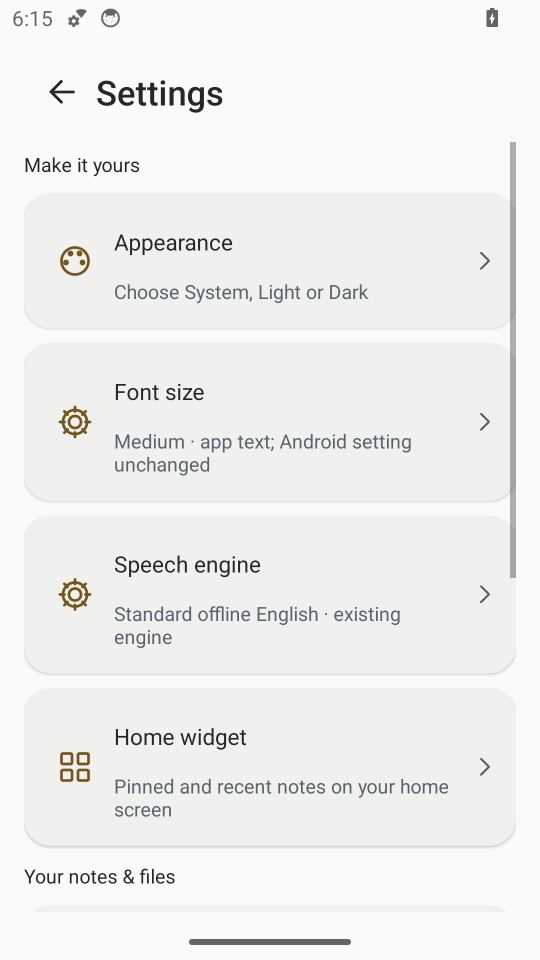 6:15
Settings
Make it yours
Appearance
Choose System, Light or Dark
Font size
Medium · app text; Android setting
unchanged
Speech engine
Standard offline English · existing
engine
Home widget
Pinned and recent notes on your home
screen
Your notes & files